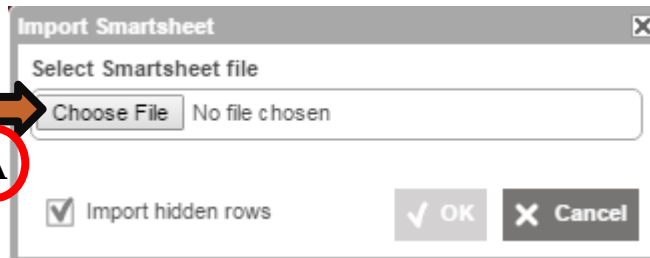 Import Smartsheet
Select Smartsheet file
Choose File No file chosen
A
Import hidden rows OK Cancel